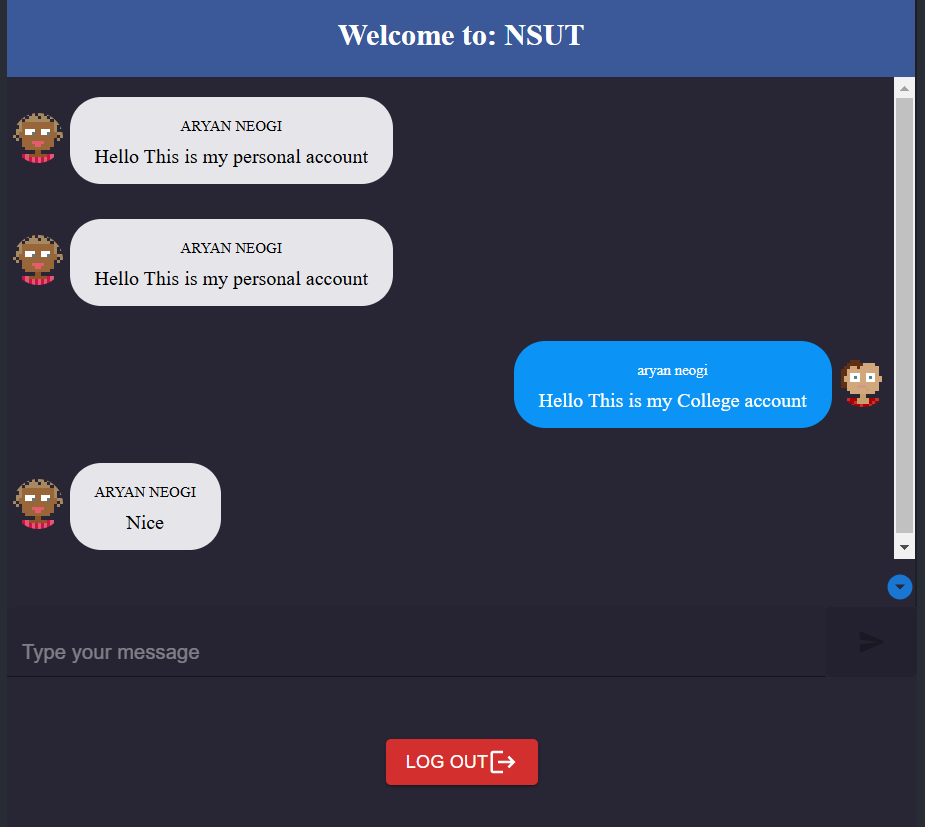 Welcome to: NSUT
ARYAN NEOGI
Hello This is my personal account
ARYAN NEOGI
Hello This is my personal account
aryan neogi
Hello This is my College account
ARYAN NEOGI
Nice
Type your message
LOG OUT